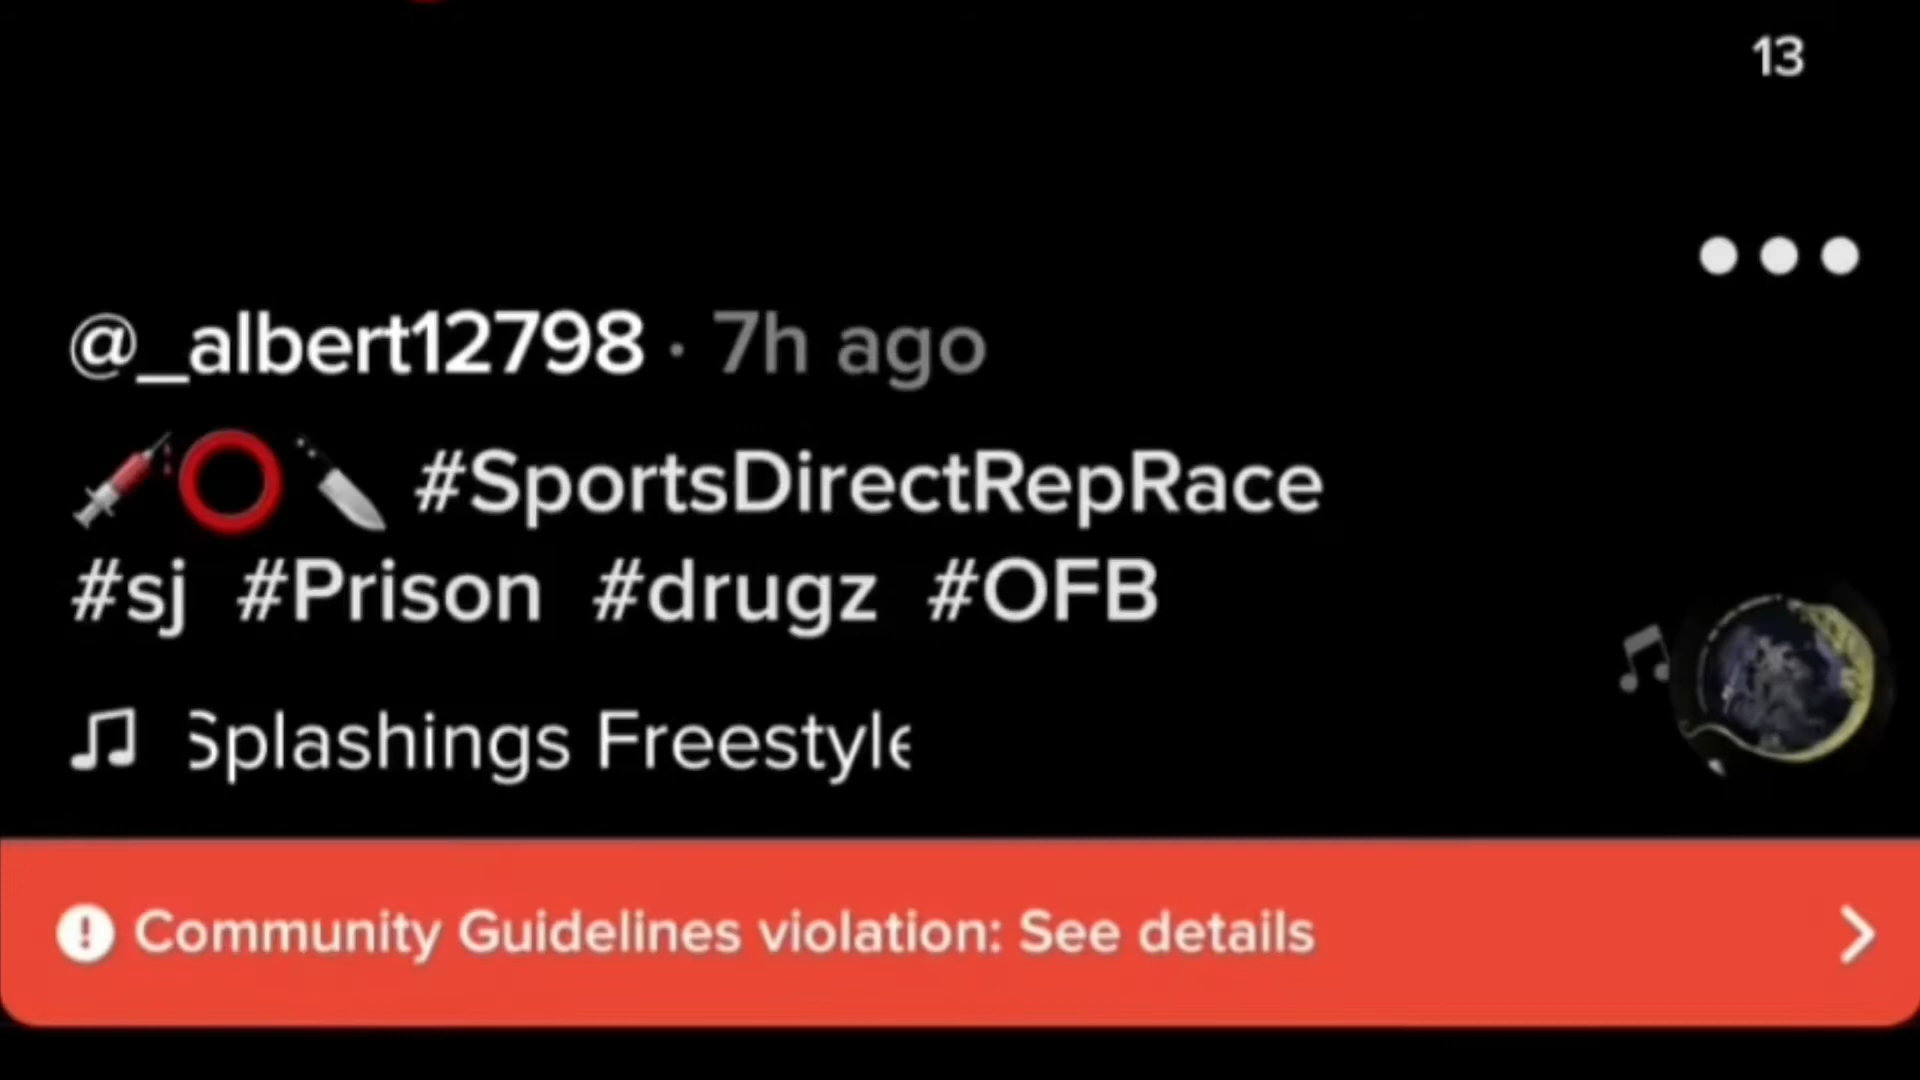 13
@_albert12798 · 7h ago
💉⭕🔪 #SportsDirectRepRace
#sj #Prison #drugz #OFB
Splashings Freestyle
Community Guidelines violation: See details